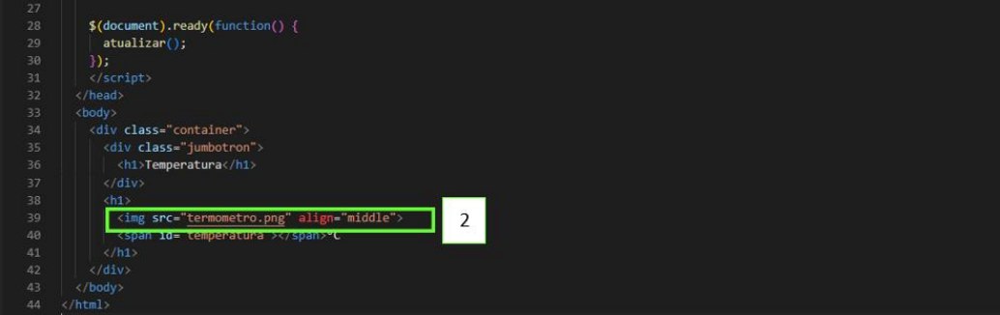 27
28 $(document).ready(function() {
29 atualizar();
30 });
31 </script>
32 </head>
33 <body>
34 <div class="container">
35 <div class="jumbotron">
36 <h1>Temperatura</h1>
37 </div>
38 <h1>
39 <img src="termometro.png" align="middle"> 2
40 <span id="temperatura"></span>°C
41 </h1>
42 </div>
43 </body>
44 </html>